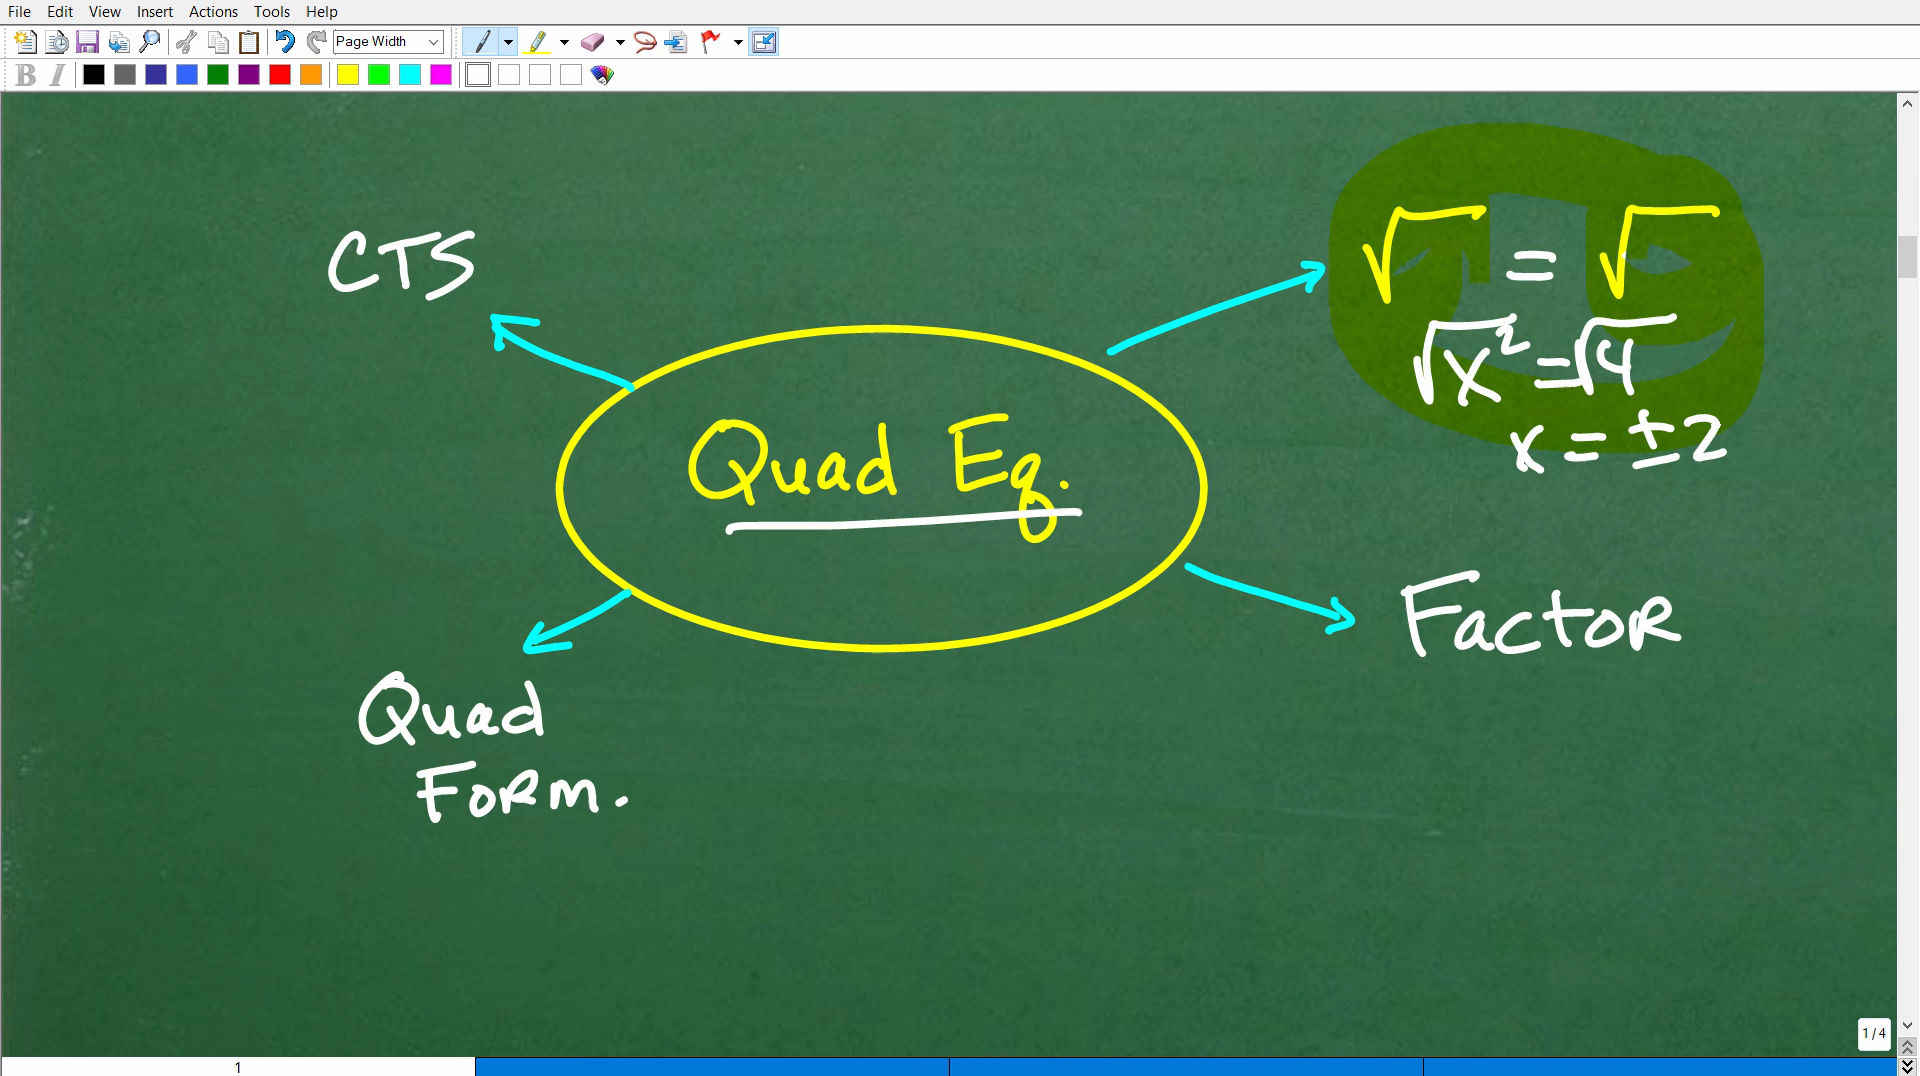 File Edit View Insert Actions Tools Help
Page Width
B I
CTS
√ = √
√x² = √4
x = ±2
Quad Eq.
Factor
Quad
Form.
1 / 4
1